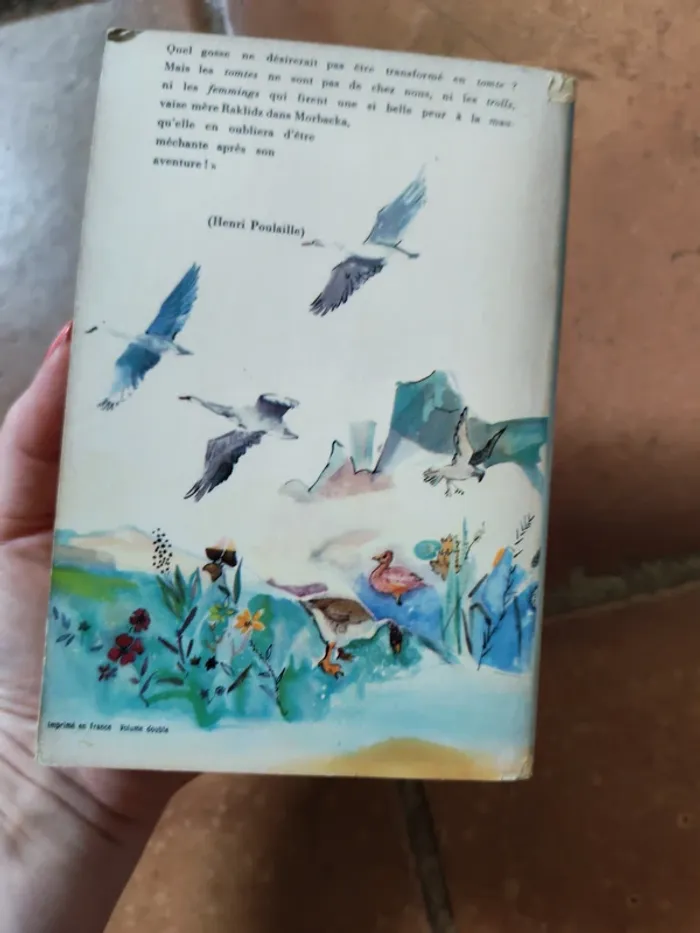 Quel gosse ne désirerait pas être transformé en tomte ?
Mais les tomtes ne sont pas de chez nous, ni les trolls,
ni les femmings qui firent une si belle peur à la mau-
vaise mère Raklidz dans Morbacka,
qu'elle en oubliera d'être
méchante après son
aventure ! »
(Henri Poulaille)
Imprimé en France Volume double